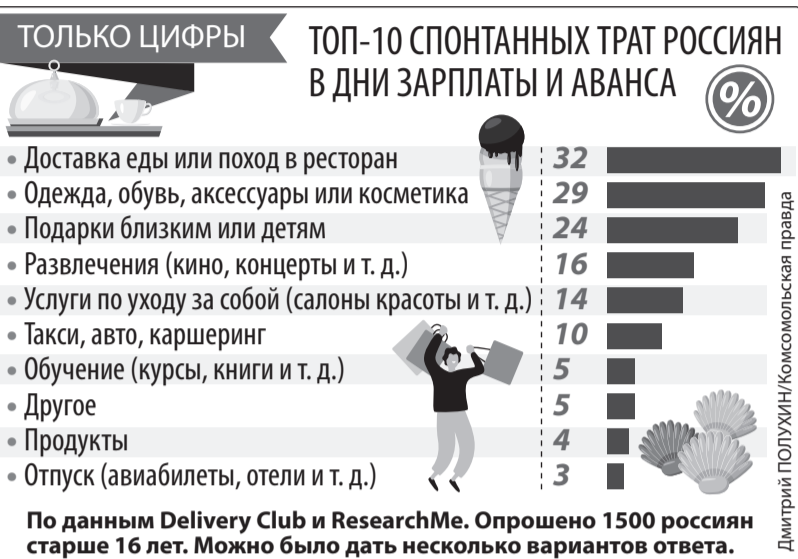 ТОЛЬКО ЦИФРЫ
ТОП-10 СПОНТАННЫХ ТРАТ РОССИЯН
В ДНИ ЗАРПЛАТЫ И АВАНСА
%
• Доставка еды или поход в ресторан 32
• Одежда, обувь, аксессуары или косметика 29
• Подарки близким или детям 24
• Развлечения (кино, концерты и т. д.) 16
• Услуги по уходу за собой (салоны красоты и т. д.) 14
• Такси, авто, каршеринг 10
• Обучение (курсы, книги и т. д.) 5
• Другое 5
• Продукты 4
• Отпуск (авиабилеты, отели и т. д.) 3
По данным Delivery Club и ResearchMe. Опрошено 1500 россиян
старше 16 лет. Можно было дать несколько вариантов ответа.
Дмитрий ПОЛУХИН/Комсомольская правда